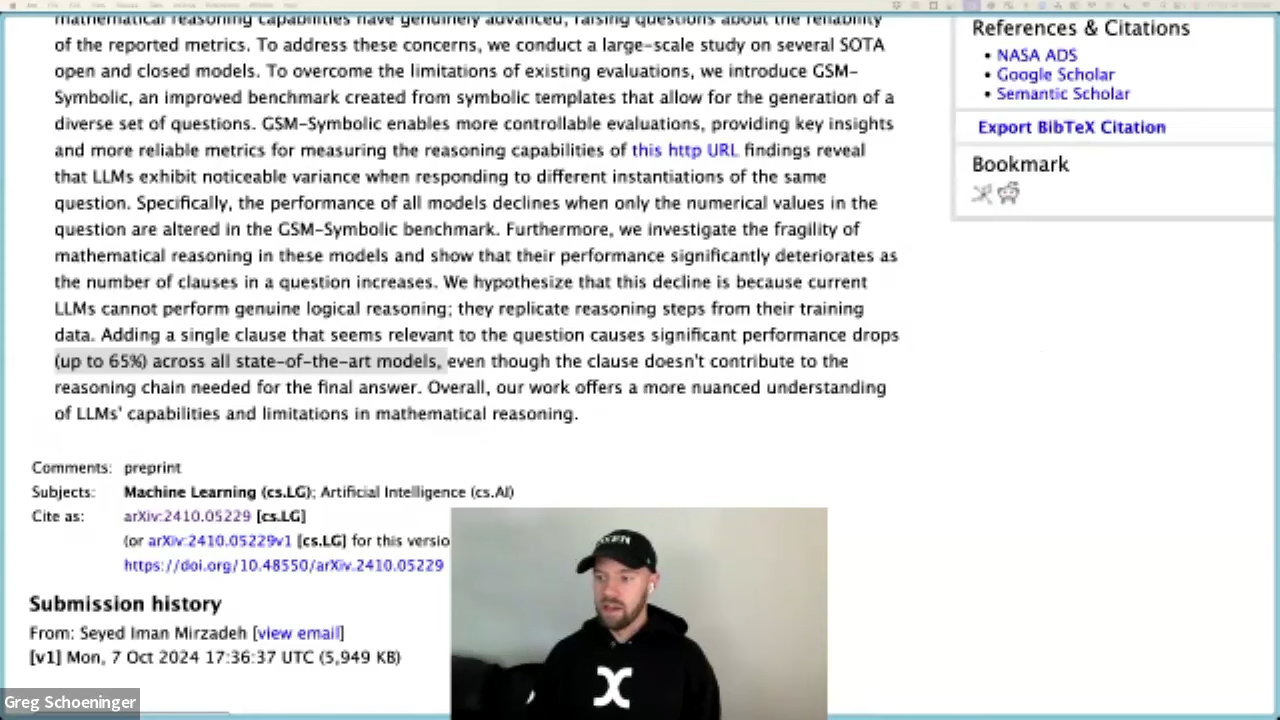 mathematical reasoning capabilities have genuinely advanced, raising questions about the reliability
of the reported metrics. To address these concerns, we conduct a large-scale study on several SOTA
open and closed models. To overcome the limitations of existing evaluations, we introduce GSM-
Symbolic, an improved benchmark created from symbolic templates that allow for the generation of a
diverse set of questions. GSM-Symbolic enables more controllable evaluations, providing key insights
and more reliable metrics for measuring the reasoning capabilities of this http URL findings reveal
that LLMs exhibit noticeable variance when responding to different instantiations of the same
question. Specifically, the performance of all models declines when only the numerical values in the
question are altered in the GSM-Symbolic benchmark. Furthermore, we investigate the fragility of
mathematical reasoning in these models and show that their performance significantly deteriorates as
the number of clauses in a question increases. We hypothesize that this decline is because current
LLMs cannot perform genuine logical reasoning; they replicate reasoning steps from their training
data. Adding a single clause that seems relevant to the question causes significant performance drops
(up to 65%) across all state-of-the-art models, even though the clause doesn't contribute to the
reasoning chain needed for the final answer. Overall, our work offers a more nuanced understanding
of LLMs' capabilities and limitations in mathematical reasoning.
Comments: preprint
Subjects: Machine Learning (cs.LG); Artificial Intelligence (cs.AI)
Cite as: arXiv:2410.05229 [cs.LG]
(or arXiv:2410.05229v1 [cs.LG] for this versio
https://doi.org/10.48550/arXiv.2410.05229
Submission history
From: Seyed Iman Mirzadeh [view email]
[v1] Mon, 7 Oct 2024 17:36:37 UTC (5,949 KB)
References & Citations
• NASA ADS
• Google Scholar
• Semantic Scholar
Export BibTeX Citation
Bookmark
Greg Schoeninger